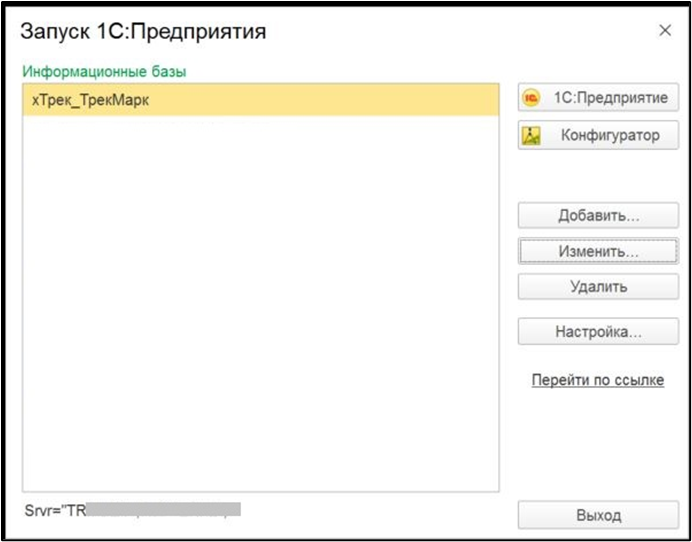 Запуск 1С:Предприятия
Информационные базы
хТрек_ТрекМарк
1С:Предприятие
Конфигуратор
Добавить...
Изменить...
Удалить
Настройка...
Перейти по ссылке
Srvr="TR
Выход